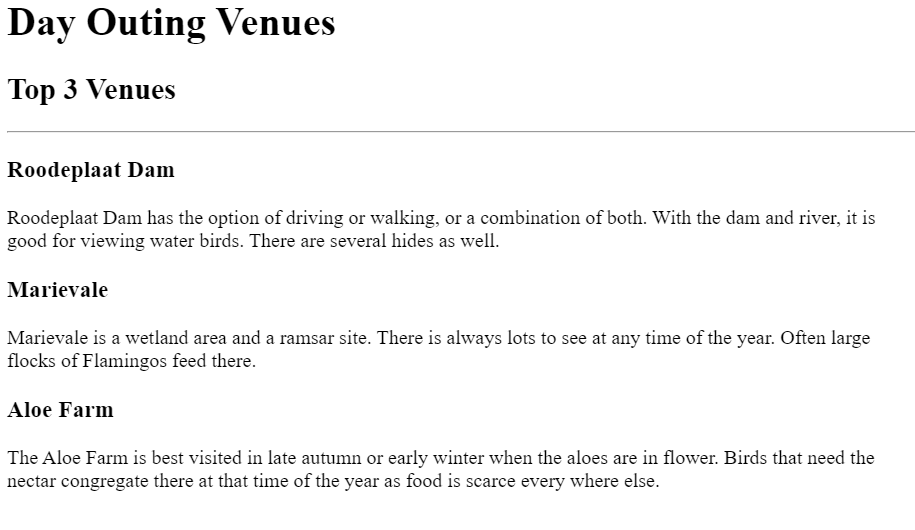 Day Outing Venues
Top 3 Venues
Roodeplaat Dam
Roodeplaat Dam has the option of driving or walking, or a combination of both. With the dam and river, it is
good for viewing water birds. There are several hides as well.
Marievale
Marievale is a wetland area and a ramsar site. There is always lots to see at any time of the year. Often large
flocks of Flamingos feed there.
Aloe Farm
The Aloe Farm is best visited in late autumn or early winter when the aloes are in flower. Birds that need the
nectar congregate there at that time of the year as food is scarce every where else.